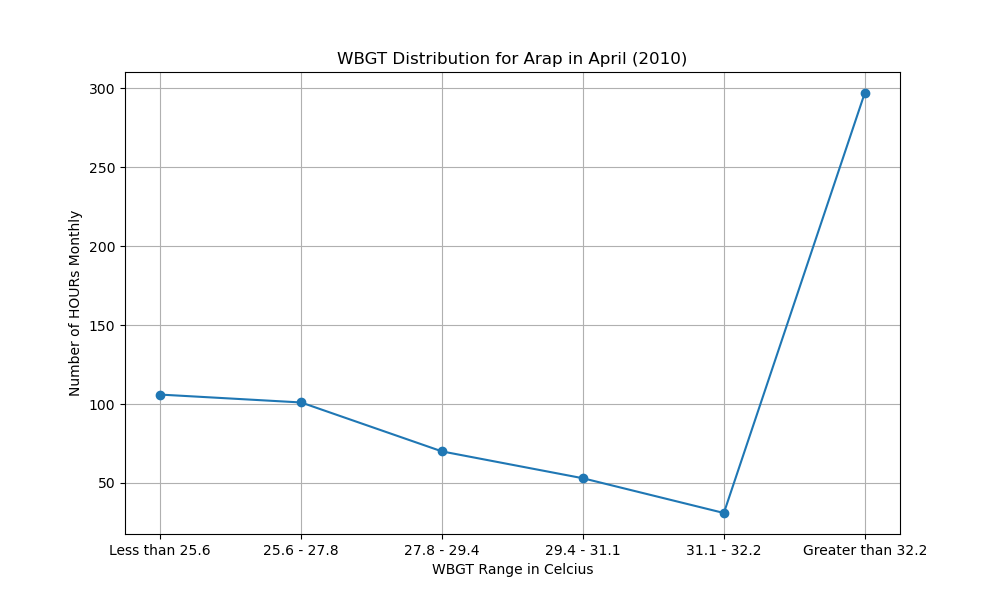 WBGT Distribution for Arap in April (2010)
300
250
200
150
100
50
Number of HOURs Monthly
Less than 25.6
25.6 - 27.8
27.8 - 29.4
29.4 - 31.1
31.1 - 32.2
Greater than 32.2
WBGT Range in Celcius